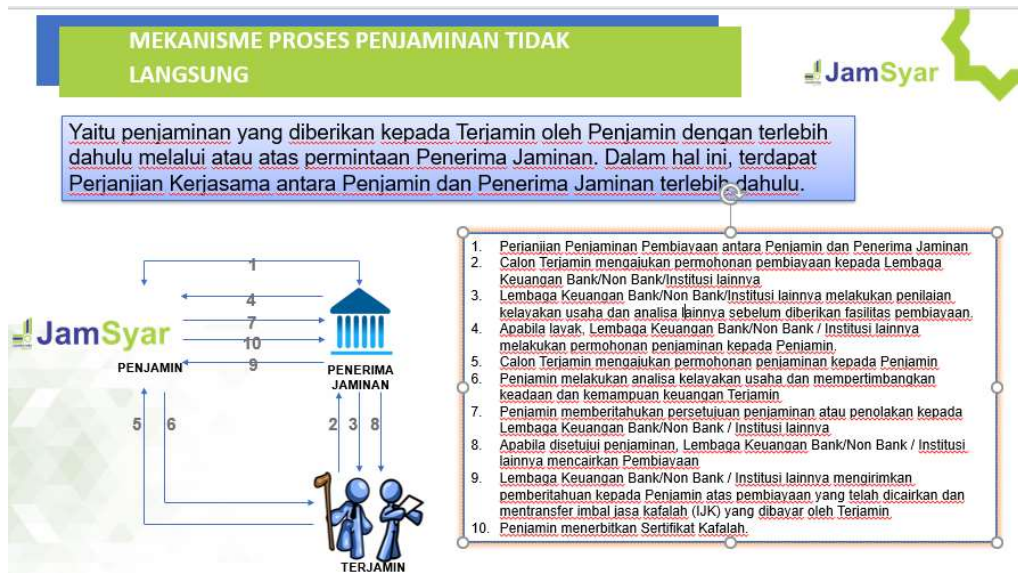 MEKANISME PROSES PENJAMINAN TIDAK
LANGSUNG
JamSyar
Yaitu penjaminan yang diberikan kepada Terjamin oleh Penjamin dengan terlebih
dahulu melalui atau atas permintaan Penerima Jaminan. Dalam hal ini, terdapat
Perjanjian Kerjasama antara Penjamin dan Penerima Jaminan terlebih dahulu.
1
4
7
10
9
JamSyar
PENJAMIN
PENERIMA
JAMINAN
5 6
2 3 8
TERJAMIN
1. Perjanjian Penjaminan Pembiayaan antara Penjamin dan Penerima Jaminan
2. Calon Terjamin mengajukan permohonan pembiayaan kepada Lembaga
Keuangan Bank/Non Bank/Institusi lainnya
3. Lembaga Keuangan Bank/Non Bank/Institusi lainnya melakukan penilaian
kelayakan usaha dan analisa lainnya sebelum diberikan fasilitas pembiayaan.
4. Apabila layak, Lembaga Keuangan Bank/Non Bank / Institusi lainnya
melakukan permohonan penjaminan kepada Penjamin.
5. Calon Terjamin mengajukan permohonan penjaminan kepada Penjamin
6. Penjamin melakukan analisa kelayakan usaha dan mempertimbangkan
keadaan dan kemampuan keuangan Terjamin
7. Penjamin memberitahukan persetujuan penjaminan atau penolakan kepada
Lembaga Keuangan Bank/Non Bank / Institusi lainnya
8. Apabila disetujui penjaminan, Lembaga Keuangan Bank/Non Bank / Institusi
lainnya mencairkan Pembiayaan
9. Lembaga Keuangan Bank/Non Bank / Institusi lainnya mengirimkan
pemberitahuan kepada Penjamin atas pembiayaan yang telah dicairkan dan
mentransfer imbal jasa kafalah (IJK) yang dibayar oleh Terjamin
10. Penjamin menerbitkan Sertifikat Kafalah.